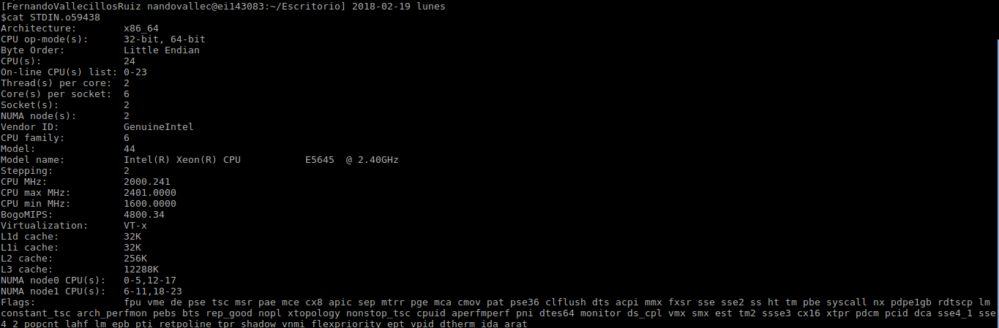 [FernandoVallecillosRuiz nandovallec@ei143083:~/Escritorio] 2018-02-19 lunes
$cat STDIN.o59438
Architecture:        x86_64
CPU op-mode(s):      32-bit, 64-bit
Byte Order:          Little Endian
CPU(s):              24
On-line CPU(s) list: 0-23
Thread(s) per core:  2
Core(s) per socket:  6
Socket(s):           2
NUMA node(s):        2
Vendor ID:           GenuineIntel
CPU family:          6
Model:               44
Model name:          Intel(R) Xeon(R) CPU           E5645  @ 2.40GHz
Stepping:            2
CPU MHz:             2000.241
CPU max MHz:         2401.0000
CPU min MHz:         1600.0000
BogoMIPS:            4800.34
Virtualization:      VT-x
L1d cache:           32K
L1i cache:           32K
L2 cache:            256K
L3 cache:            12288K
NUMA node0 CPU(s):   0-5,12-17
NUMA node1 CPU(s):   6-11,18-23
Flags:               fpu vme de pse tsc msr pae mce cx8 apic sep mtrr pge mca cmov pat pse36 clflush dts acpi mmx fxsr sse sse2 ss ht tm pbe syscall nx pdpe1gb rdtscp lm
constant_tsc arch_perfmon pebs bts rep_good nopl xtopology nonstop_tsc cpuid aperfmperf pni dtes64 monitor ds_cpl vmx smx est tm2 ssse3 cx16 xtpr pdcm pcid dca sse4_1 sse
4_2 popcnt lahf_lm epb pti retpoline tpr_shadow vnmi flexpriority ept vpid dtherm ida arat